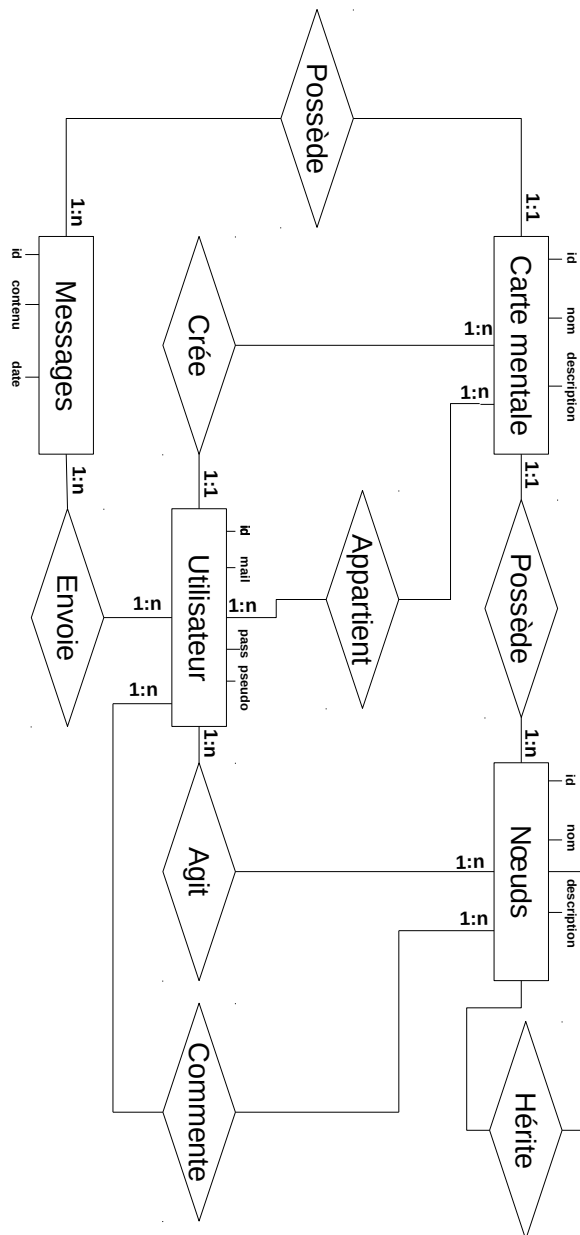 Possède
1:n
1:1
Messages
id
contenu
date
Crée
Carte mentale
id
nom
description
1:n
1:n
1:n
1:1
1:1
Envoie
1:n
Utilisateur
id
mail
pass
pseudo
1:n
Appartient
Possède
1:n
1:n
1:n
Agit
1:n
1:n
Nœuds
id
nom
description
Commente
Hérite